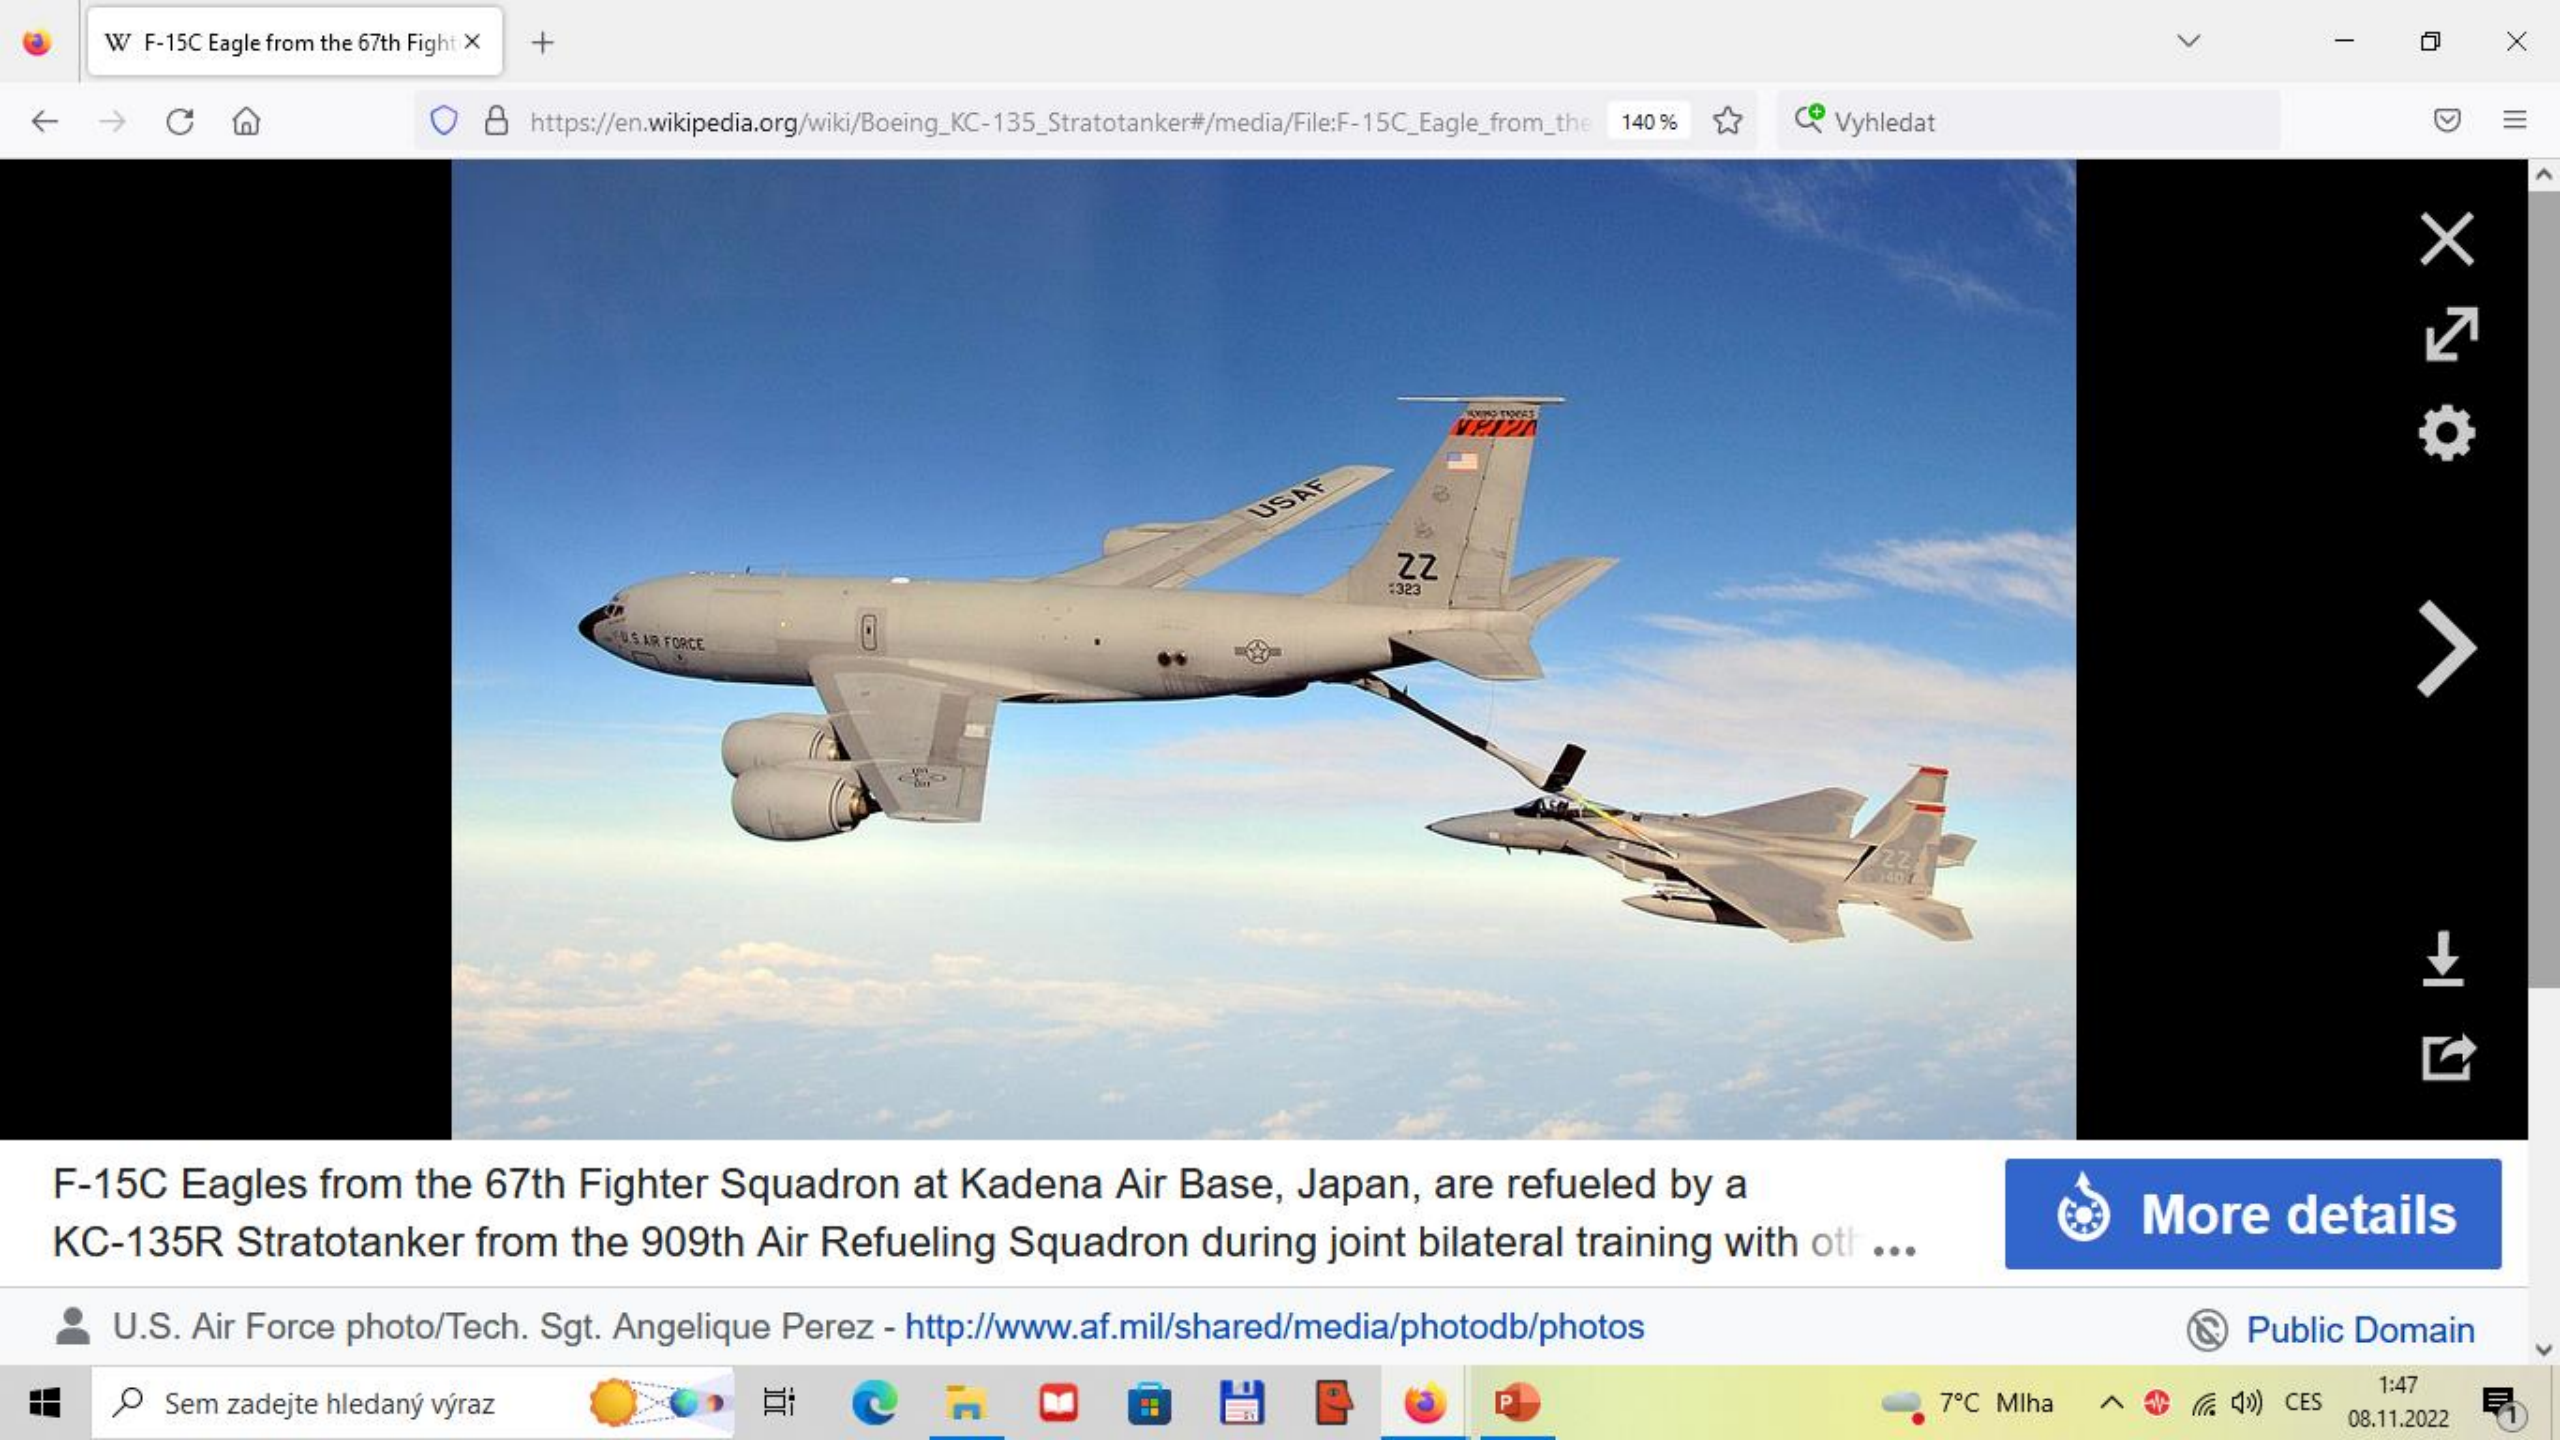 W F-15C Eagle from the 67th Fight
https://en.wikipedia.org/wiki/Boeing_KC-135_Stratotanker#/media/File:F-15C_Eagle_from_the
140 %
Vyhledat
USAF
ZZ
323
U.S. AIR FORCE
ZZ
F-15C Eagles from the 67th Fighter Squadron at Kadena Air Base, Japan, are refueled by a
KC-135R Stratotanker from the 909th Air Refueling Squadron during joint bilateral training with oth ...
More details
U.S. Air Force photo/Tech. Sgt. Angelique Perez - http://www.af.mil/shared/media/photodb/photos
Public Domain
Sem zadejte hledaný výraz
7°C Mlha
CES
1:47
08.11.2022
1